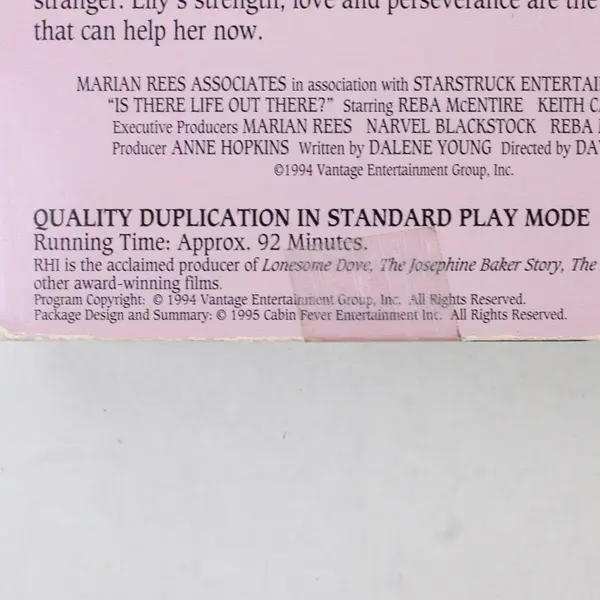 stranger. Lily's strength, love and perseverance are the
that can help her now.
MARIAN REES ASSOCIATES in association with STARSTRUCK ENTERTAI
"IS THERE LIFE OUT THERE?" Starring REBA McENTIRE KEITH C
Executive Producers MARIAN REES NARVEL BLACKSTOCK REBA
Producer ANNE HOPKINS Written by DALENE YOUNG Directed by DA
©1994 Vantage Entertainment Group, Inc.
QUALITY DUPLICATION IN STANDARD PLAY MODE
Running Time: Approx. 92 Minutes.
RHI is the acclaimed producer of Lonesome Dove, The Josephine Baker Story, The
other award-winning films.
Program Copyright: © 1994 Vantage Entertainment Group, Inc. All Rights Reserved.
Package Design and Summary: © 1995 Cabin Fever Entertainment Inc. All Rights Reserved.